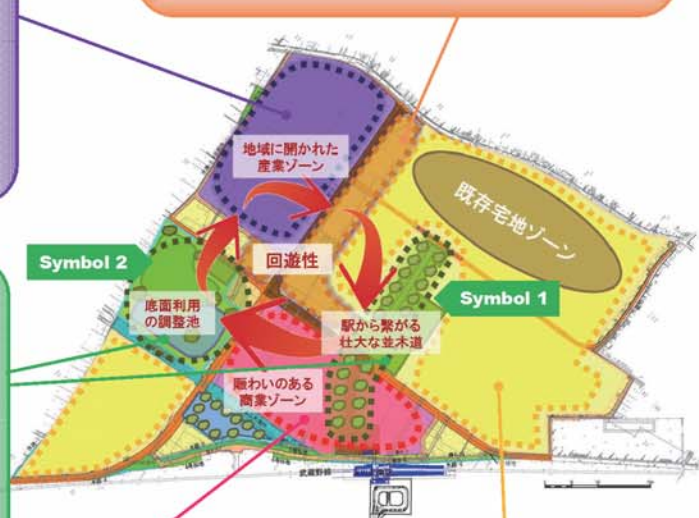 地域に開かれた
産業ゾーン
既存宅地ゾーン
Symbol 2
回遊性
Symbol 1
底面利用
の調整池
駅から繋がる
壮大な並木道
賑わいのある
商業ゾーン
武蔵野線